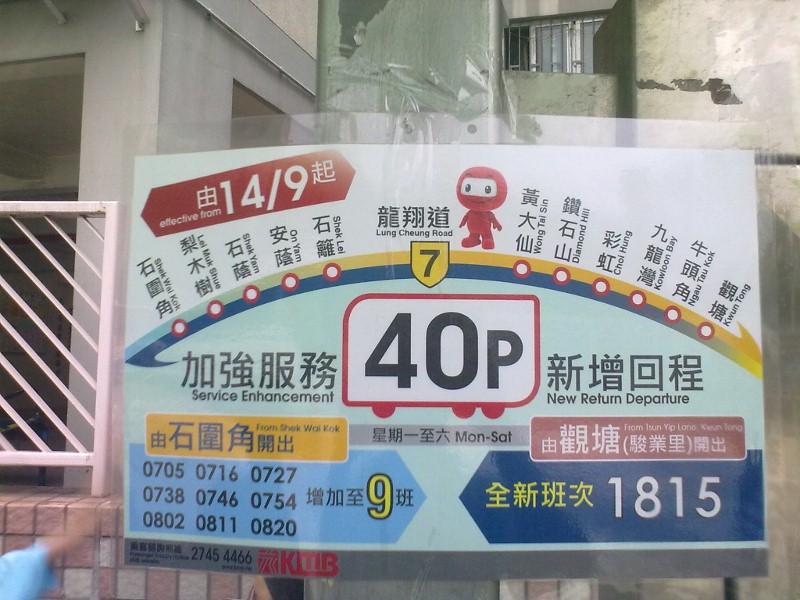 由14/9起
effective from
石圍角
Shek Wai Kok
梨木樹
Lei Muk Shue
石蔭
Shek Yam
安蔭
On Yam
石籬
Shek Lei
龍翔道
Lung Cheung Road
7
黃大仙
Wong Tai Sin
鑽石山
Diamond Hill
彩虹
Choi Hung
九龍灣
Kowloon Bay
牛頭角
Ngau Tau Kok
觀塘
Kwun Tong
加強服務
Service Enhancement
40P
新增回程
New Return Departure
由石圍角開出
From Shek Wai Kok
0705 0716 0727
0738 0746 0754
0802 0811 0820
增加至9班
星期一至六 Mon-Sat
由觀塘(駿業里)開出
From Tsun Yip Lane, Kwun Tong
全新班次 1815
2745 4466
KMB